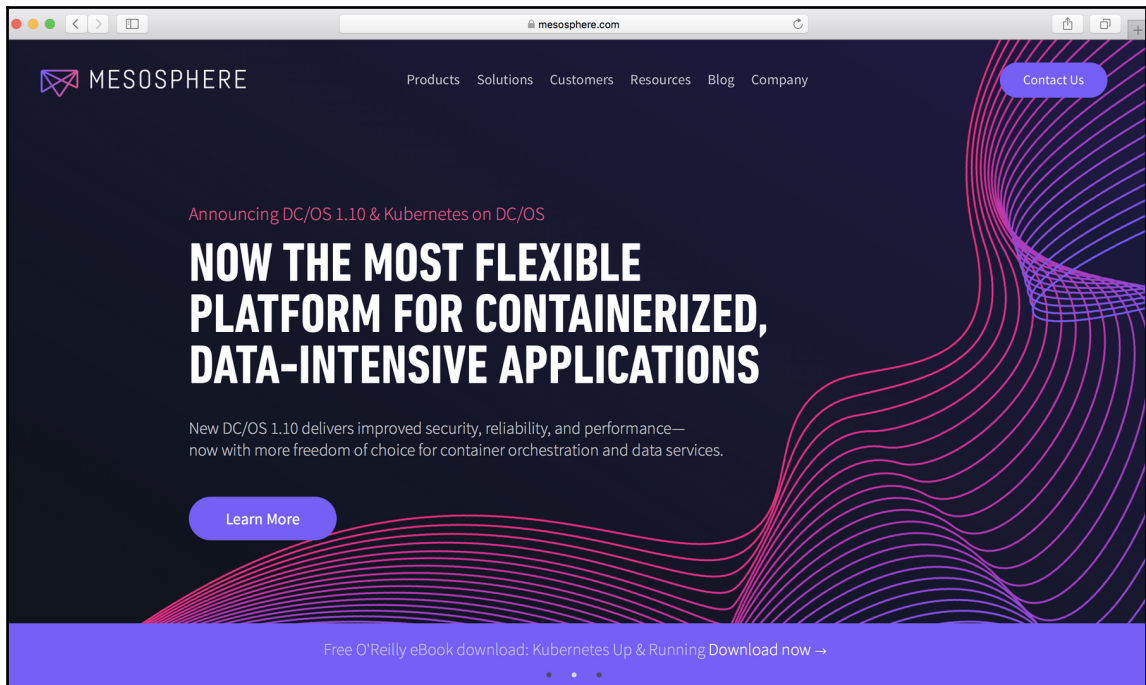 mesosphere.com
MESOSPHERE
Products Solutions Customers Resources Blog Company
Contact Us
Announcing DC/OS 1.10 & Kubernetes on DC/OS
NOW THE MOST FLEXIBLE
PLATFORM FOR CONTAINERIZED,
DATA-INTENSIVE APPLICATIONS
New DC/OS 1.10 delivers improved security, reliability, and performance—
now with more freedom of choice for container orchestration and data services.
Learn More
Free O'Reilly eBook download: Kubernetes Up & Running Download now →